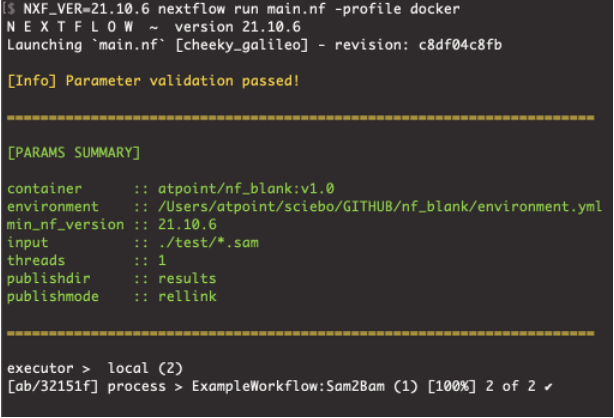 [$ NXF_VER=21.10.6 nextflow run main.nf -profile docker
N E X T F L O W ~ version 21.10.6
Launching `main.nf` [cheeky_galileo] - revision: c8df04c8fb
[Info] Parameter validation passed!
======================================================================
[PARAMS SUMMARY]
container :: atpoint/nf_blank:v1.0
environment :: /Users/atpoint/sciebo/GITHUB/nf_blank/environment.yml
min_nf_version :: 21.10.6
input :: ./test/*.sam
threads :: 1
publishdir :: results
publishmode :: rellink
======================================================================
executor > local (2)
[ab/32151f] process > ExampleWorkflow:Sam2Bam (1) [100%] 2 of 2 ✔